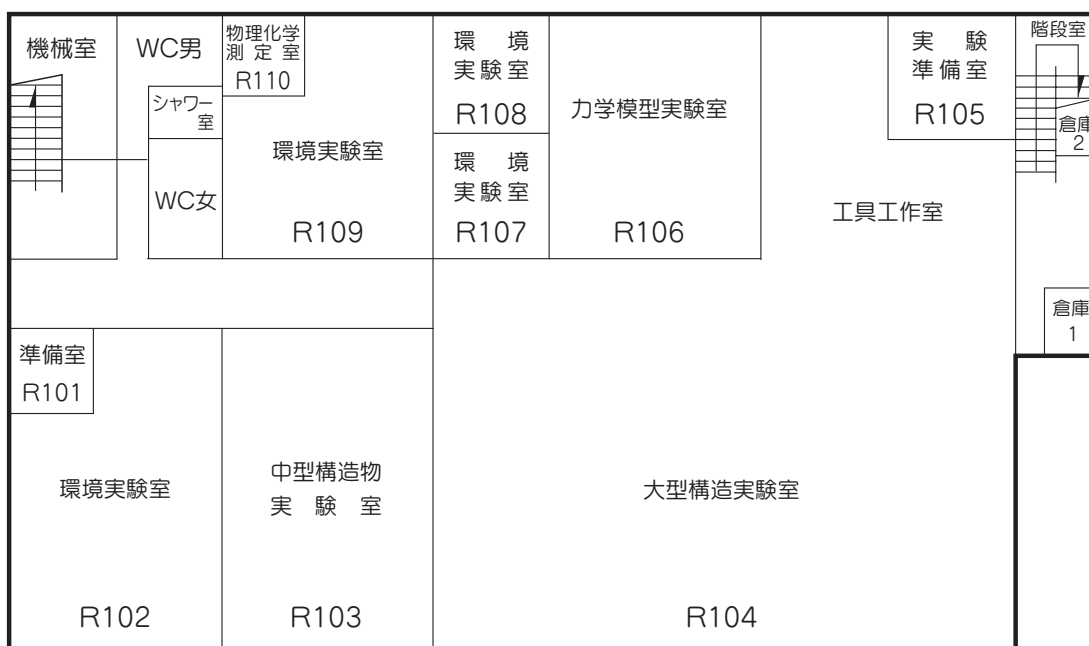 機械室
WC男
シャワー
室
WC女
物理化学
測定室
R110
環境実験室
R109
環境
実験室
R108
環境
実験室
R107
力学模型実験室
R106
実験
準備室
R105
工具工作室
階段室
倉庫
2
倉庫
1
準備室
R101
環境実験室
R102
中型構造物
実験室
R103
大型構造実験室
R104